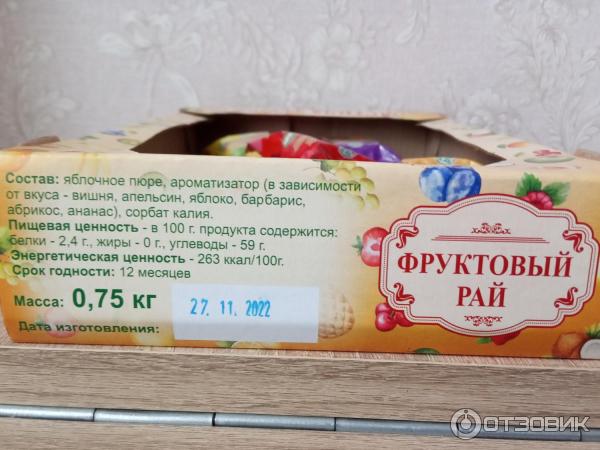 Состав: яблочное пюре, ароматизатор (в зависимости
от вкуса - вишня, апельсин, яблоко, барбарис,
абрикос, ананас), сорбат калия.
Пищевая ценность - в 100 г. продукта содержится:
белки - 2,4 г., жиры - 0 г., углеводы - 59 г.
Энергетическая ценность - 263 ккал/100г.
Срок годности: 12 месяцев
Масса: 0,75 кг
27. 11. 2022
Дата изготовления:
ФРУКТОВЫЙ
РАЙ
ОТЗОВИК